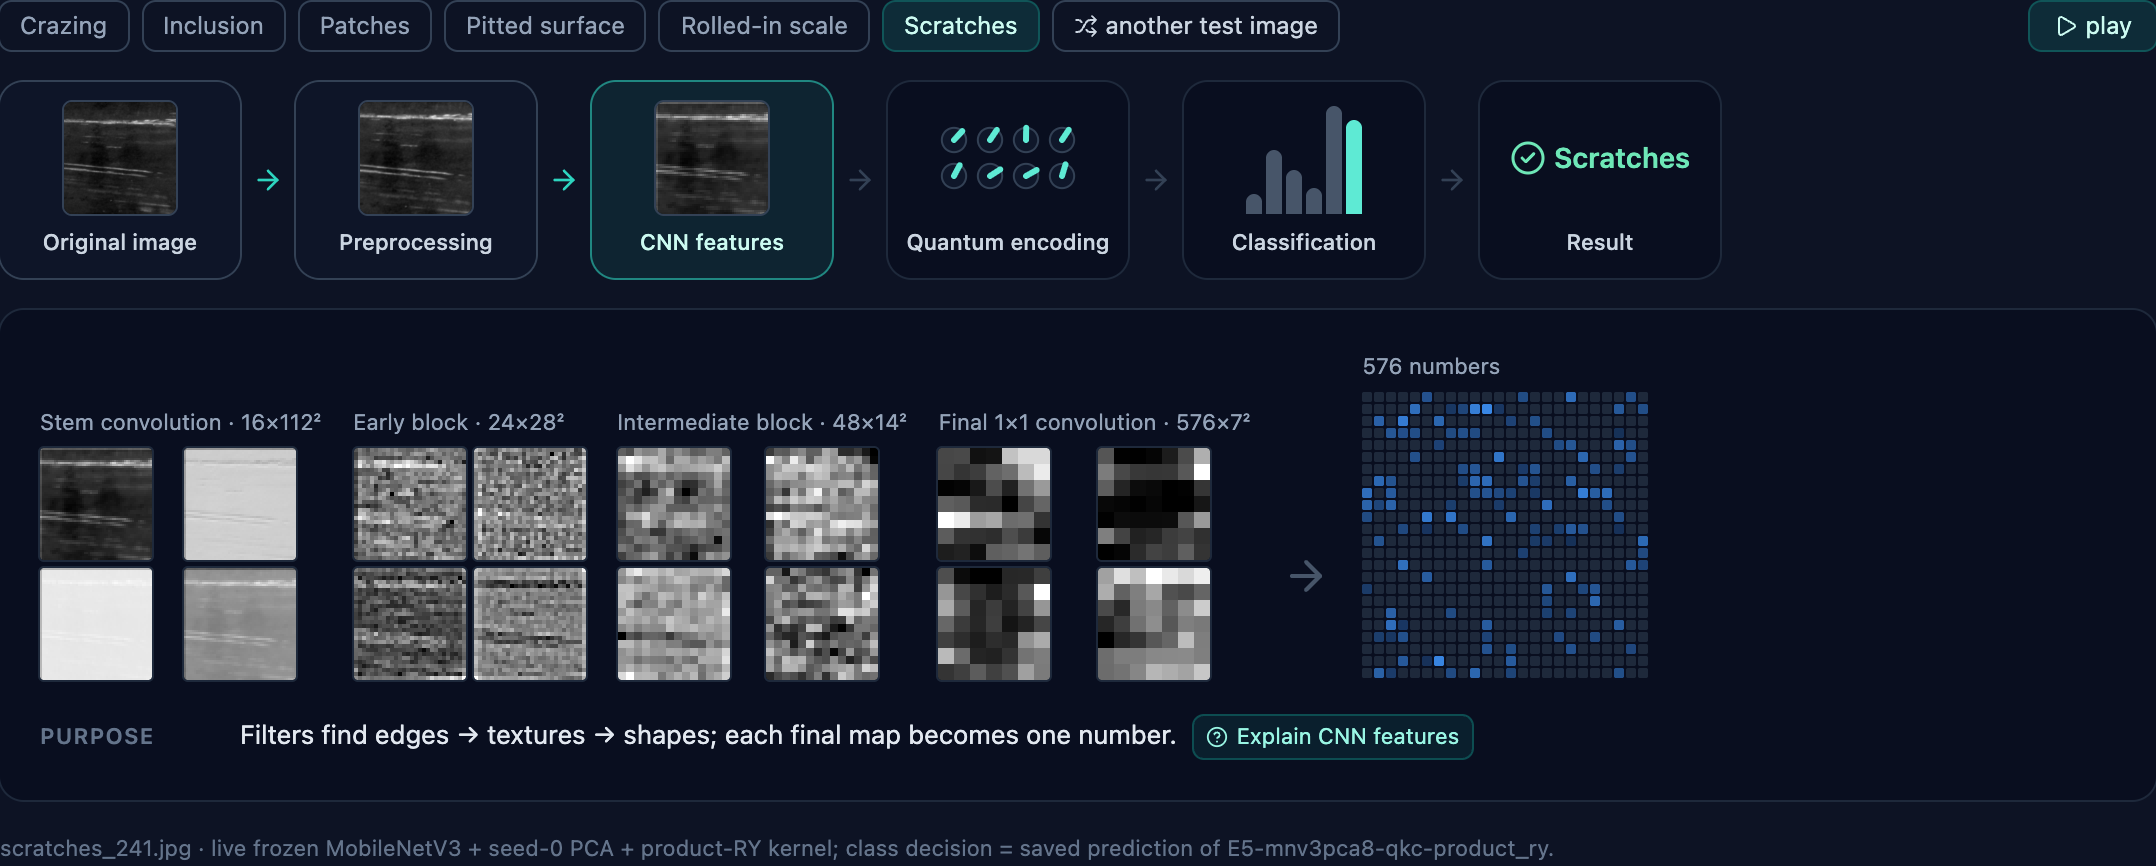 Crazing
Inclusion
Patches
Pitted surface
Rolled-in scale
Scratches
another test image
play
Original image
Preprocessing
CNN features
Quantum encoding
Classification
Scratches
Result
576 numbers
Stem convolution · 16×112²
Early block · 24×28²
Intermediate block · 48×14²
Final 1×1 convolution · 576×7²
PURPOSE
Filters find edges → textures → shapes; each final map becomes one number.
Explain CNN features
scratches_241.jpg · live frozen MobileNetV3 + seed-0 PCA + product-RY kernel; class decision = saved prediction of E5-mnv3pca8-qkc-product_ry.